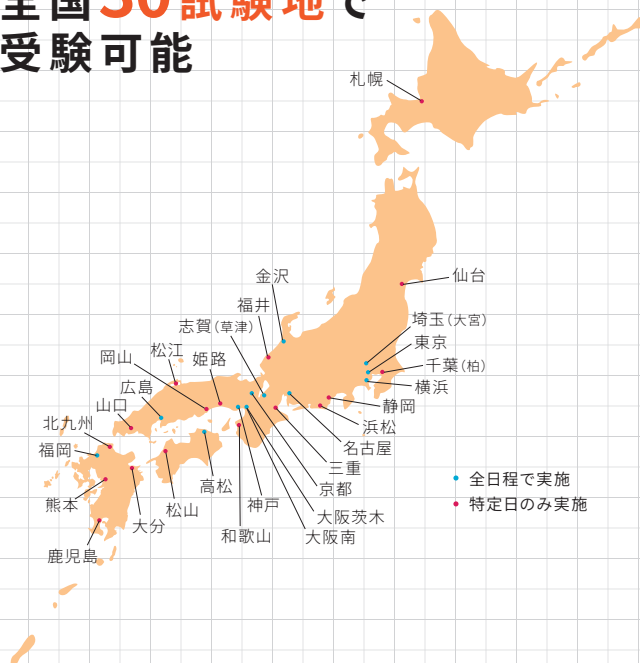 全国30試験地で
受験可能
札幌
仙台
金沢
福井
志賀(草津)
埼玉(大宮)
東京
千葉(柏)
横浜
静岡
浜松
名古屋
三重
京都
大阪茨木
大阪南
岡山
松江
姫路
広島
山口
北九州
福岡
熊本
鹿児島
大分
松山
高松
和歌山
神戸
全日程で実施
特定日のみ実施